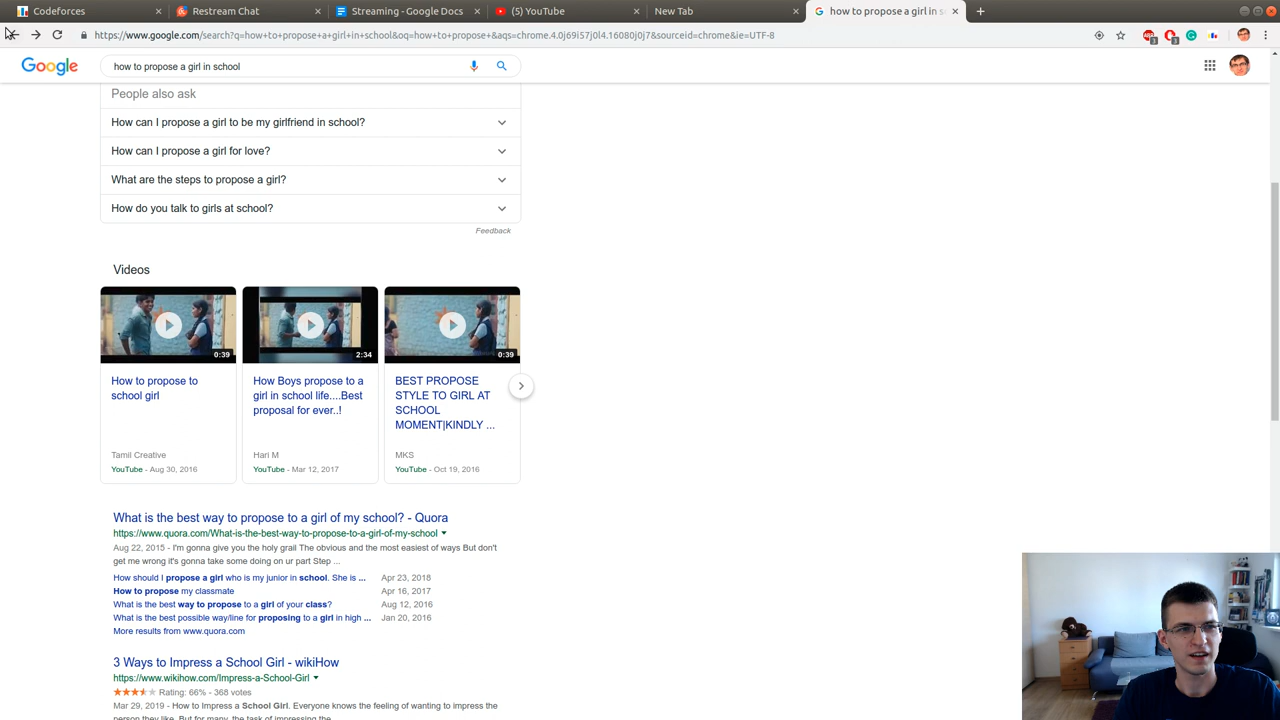 Codeforces
Restream Chat
Streaming - Google Docs
(5) YouTube
New Tab
how to propose a girl in s
https://www.google.com/search?q=how+to+propose+a+girl+in+school&oq=how+to+propose+&aqs=chrome.4.0j69i57j0l4.16080j0j7&sourceid=chrome&ie=UTF-8
3
3
Google
how to propose a girl in school
People also ask
How can I propose a girl to be my girlfriend in school?
How can I propose a girl for love?
What are the steps to propose a girl?
How do you talk to girls at school?
Feedback
Videos
0:39
2:34
0:39
How to propose to
school girl
Tamil Creative
YouTube - Aug 30, 2016
How Boys propose to a
girl in school life....Best
proposal for ever..!
Hari M
YouTube - Mar 12, 2017
BEST PROPOSE
STYLE TO GIRL AT
SCHOOL
MOMENT|KINDLY ...
MKS
YouTube - Oct 19, 2016
What is the best way to propose to a girl of my school? - Quora
https://www.quora.com/What-is-the-best-way-to-propose-to-a-girl-of-my-school
Aug 22, 2015 - I'm gonna give you the holy grail The obvious and the most easiest of ways But don't
get me wrong it's gonna take some doing on ur part Step ...
How should I propose a girl who is my junior in school. She is ... Apr 23, 2018
How to propose my classmate Apr 16, 2017
What is the best way to propose to a girl of your class? Aug 12, 2016
What is the best possible way/line for proposing to a girl in high ... Jan 20, 2016
More results from www.quora.com
3 Ways to Impress a School Girl - wikiHow
https://www.wikihow.com/Impress-a-School-Girl
Rating: 66% - 368 votes
Mar 29, 2019 - How to Impress a School Girl. Everyone knows the feeling of wanting to impress the
person they like. But for many, the task of impressing the